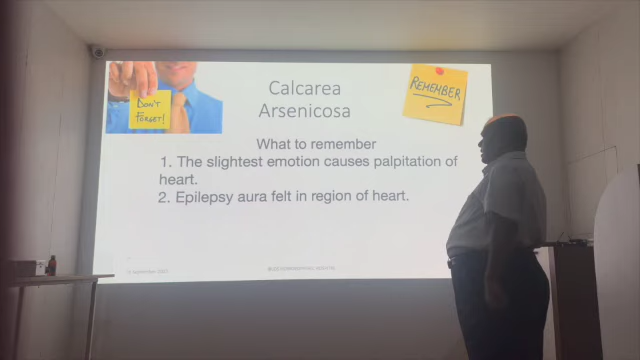 DON'T
FORGET!
Calcarea
Arsenicosa
REMEMBER
What to remember
1. The slightest emotion causes palpitation of
heart.
2. Epilepsy aura felt in region of heart.